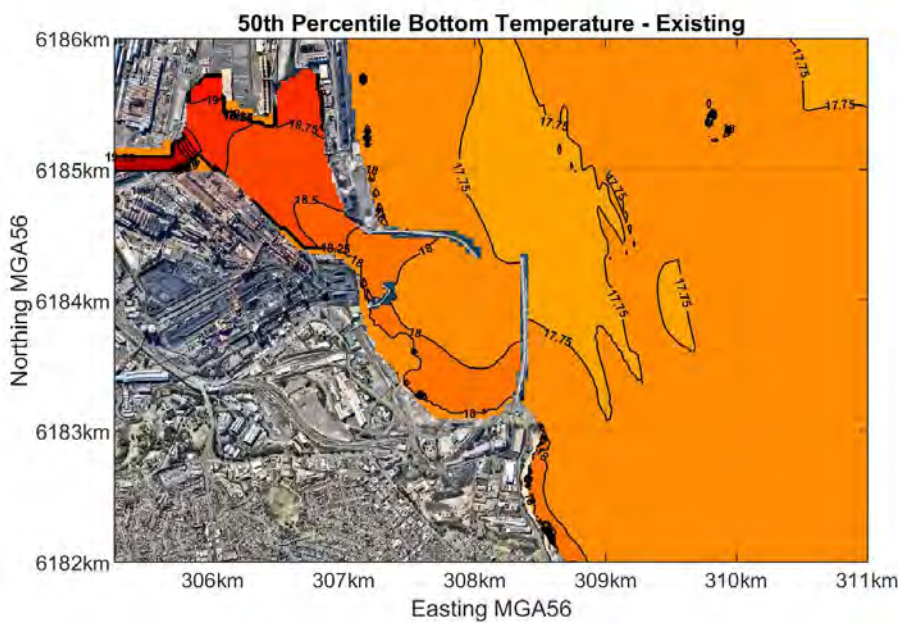 50th Percentile Bottom Temperature - Existing
6186km
6185km
6184km
6183km
6182km
Northing MGA56
306km
307km
308km
309km
310km
311km
Easting MGA56
19
18.75
17.75
17.75
18
17.75
17.75
18.5
18.25
18
18
17.75
17.75
18
17.75
18